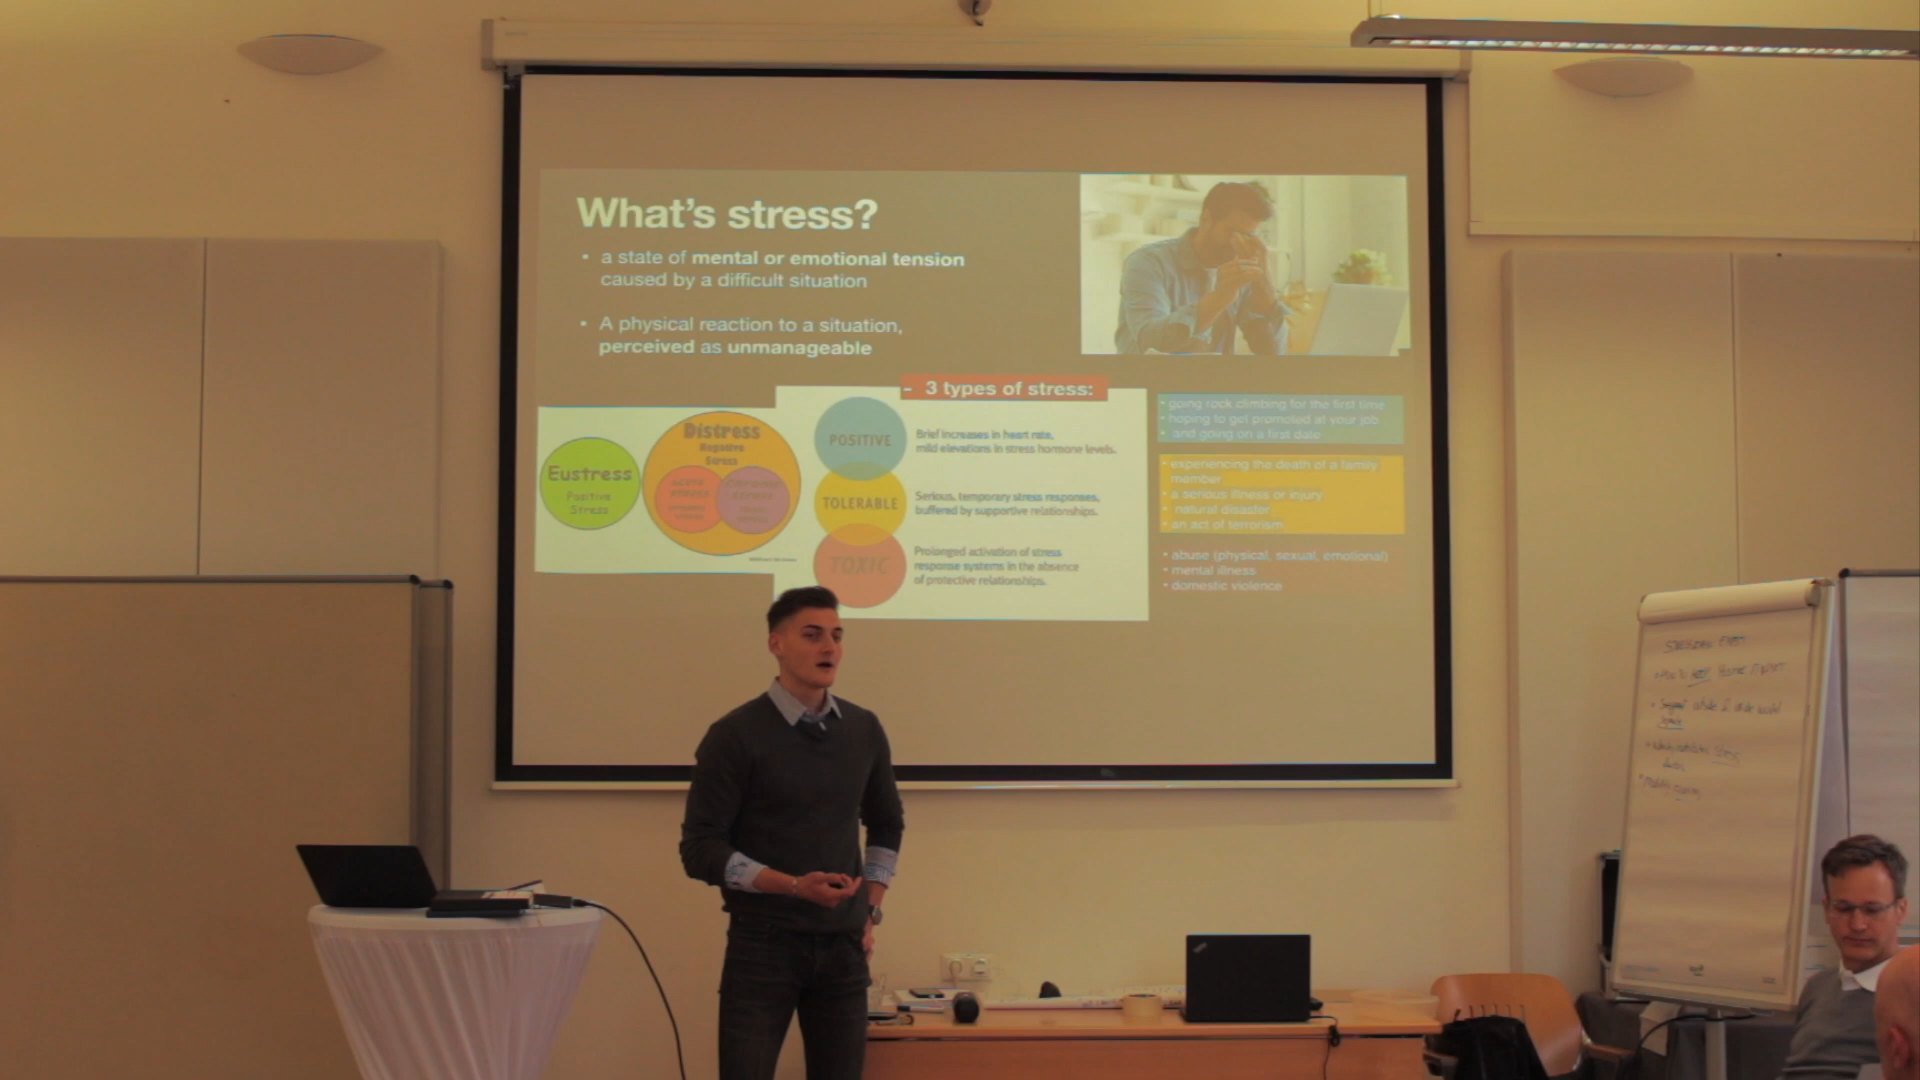 What's stress?
• a state of mental or emotional tension
caused by a difficult situation
• A physical reaction to a situation,
perceived as unmanageable
Eustress
Positive
Stress
Distress
Negative
Stress
- 3 types of stress:
POSITIVE
Brief increases in heart rate,
mild elevations in stress hormone levels.
TOLERABLE
Serious, temporary stress responses,
buffered by supportive relationships.
TOXIC
Prolonged activation of stress
response systems in the absence
of protective relationships.
• going rock climbing for the first time
• hoping to get promoted at your job
• and going on a first date
• experiencing the death of a family
member
• a serious illness or injury
• natural disaster
• an act of terrorism
• abuse (physical, sexual, emotional)
• mental illness
• domestic violence